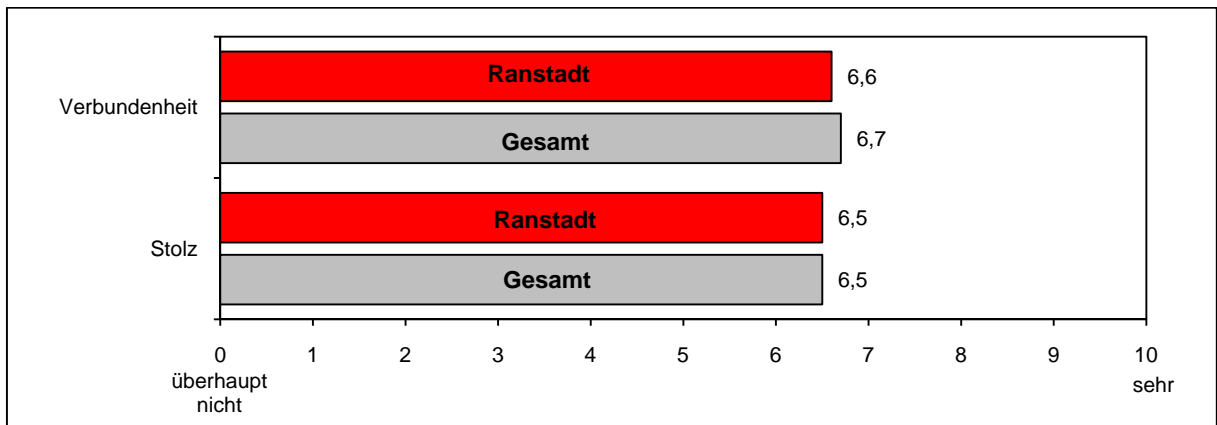 Ranstadt
6,6
Verbundenheit
Gesamt
6,7
Ranstadt
6,5
Stolz
Gesamt
6,5
0 1 2 3 4 5 6 7 8 9 10
überhaupt sehr
nicht